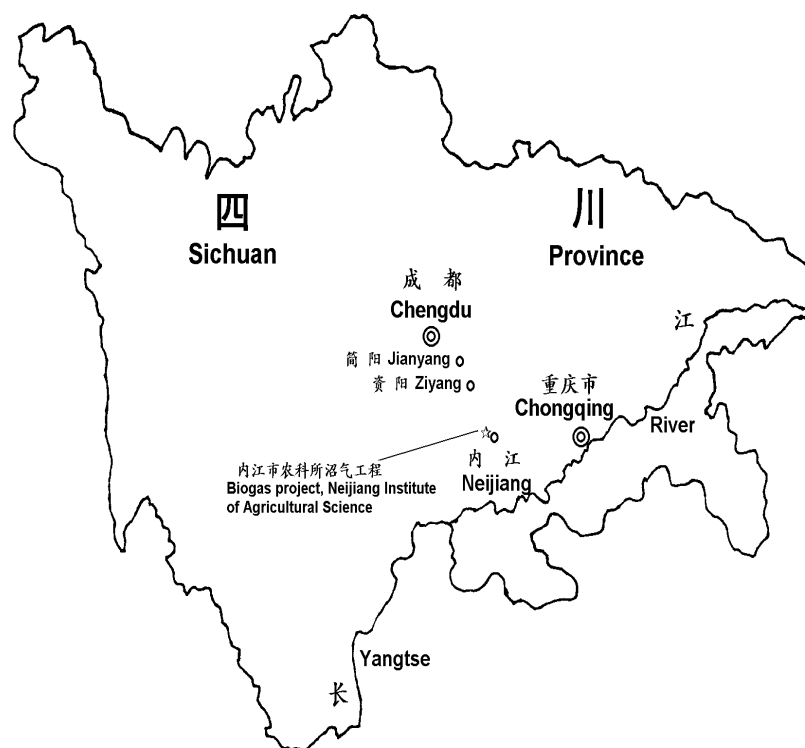 四 川
Sichuan Province
成 都
Chengdu
江
简 阳 Jianyang
资 阳 Ziyang
重庆市
Chongqing
River
内江市农科所沼气工程
Biogas project, Neijiang Institute
of Agricultural Science
内 江
Neijiang
Yangtse
长